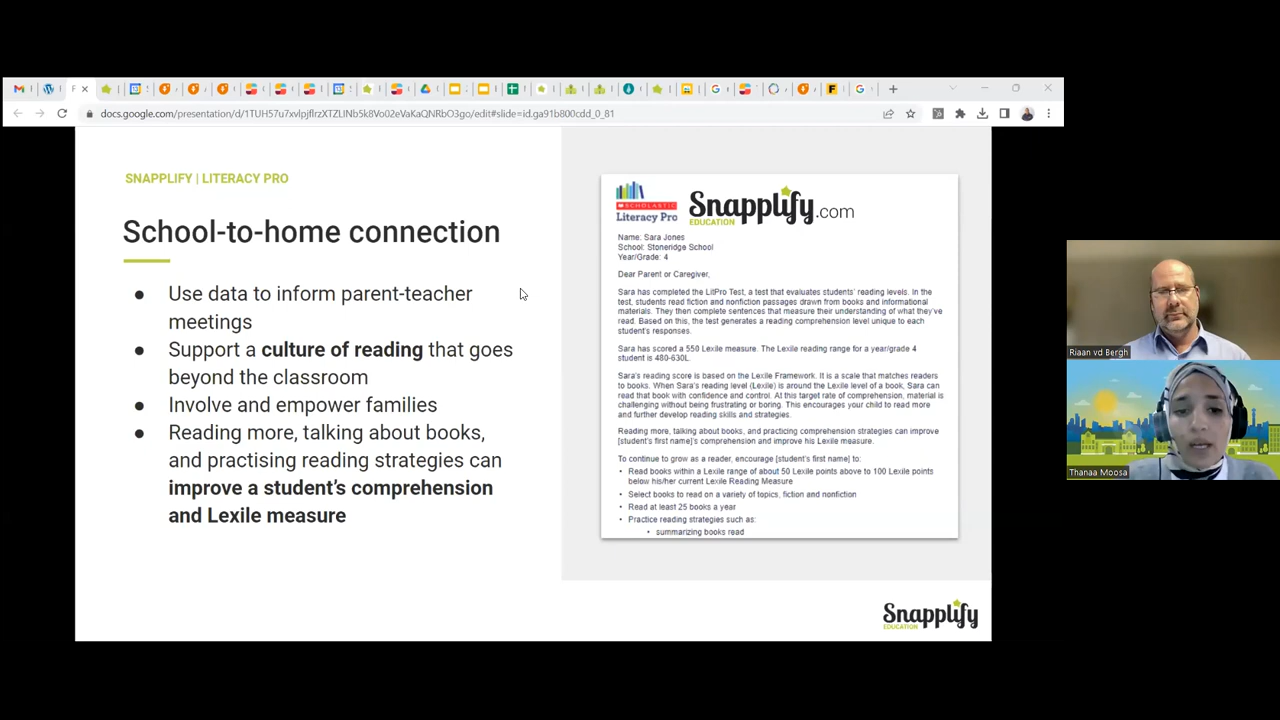 docs.google.com/presentation/d/1TUH57u7xvlpjflrzXTZLINb5k8Vo02eVaKaQNRbO3go/edit#slide=id.ga91b800cdd_0_81
SNAPPLIFY | LITERACY PRO
School-to-home connection
● Use data to inform parent-teacher
meetings
● Support a culture of reading that goes
beyond the classroom
● Involve and empower families
● Reading more, talking about books,
and practising reading strategies can
improve a student's comprehension
and Lexile measure
SCHOLASTIC
Literacy Pro
Snapplify.com
EDUCATION
Name: Sara Jones
School: Stoneridge School
Year/Grade: 4
Dear Parent or Caregiver,
Sara has completed the LitPro Test, a test that evaluates students' reading levels. In the
test, students read fiction and nonfiction passages drawn from books and informational
materials. They then complete sentences that measure their understanding of what they've
read. Based on this, the test generates a reading comprehension level unique to each
student's responses.
Sara has scored a 550 Lexile measure. The Lexile reading range for a year/grade 4
student is 480-630L.
Sara's reading score is based on the Lexile Framework. It is a scale that matches readers
to books. When Sara's reading level (Lexile) is around the Lexile level of a book, Sara can
read that book with confidence and control. At this target rate of comprehension, material is
challenging without being frustrating or boring. This encourages your child to read more
and further develop reading skills and strategies.
Reading more, talking about books, and practicing comprehension strategies can improve
[student's first name]'s comprehension and improve his Lexile measure.
To continue to grow as a reader, encourage [student's first name] to:
• Read books within a Lexile range of about 50 Lexile points above to 100 Lexile points
below his/her current Lexile Reading Measure
• Select books to read on a variety of topics, fiction and nonfiction
• Read at least 25 books a year
• Practice reading strategies such as:
• summarizing books read
Snapplify
EDUCATION
Riaan vd Bergh
Thanaa Moosa